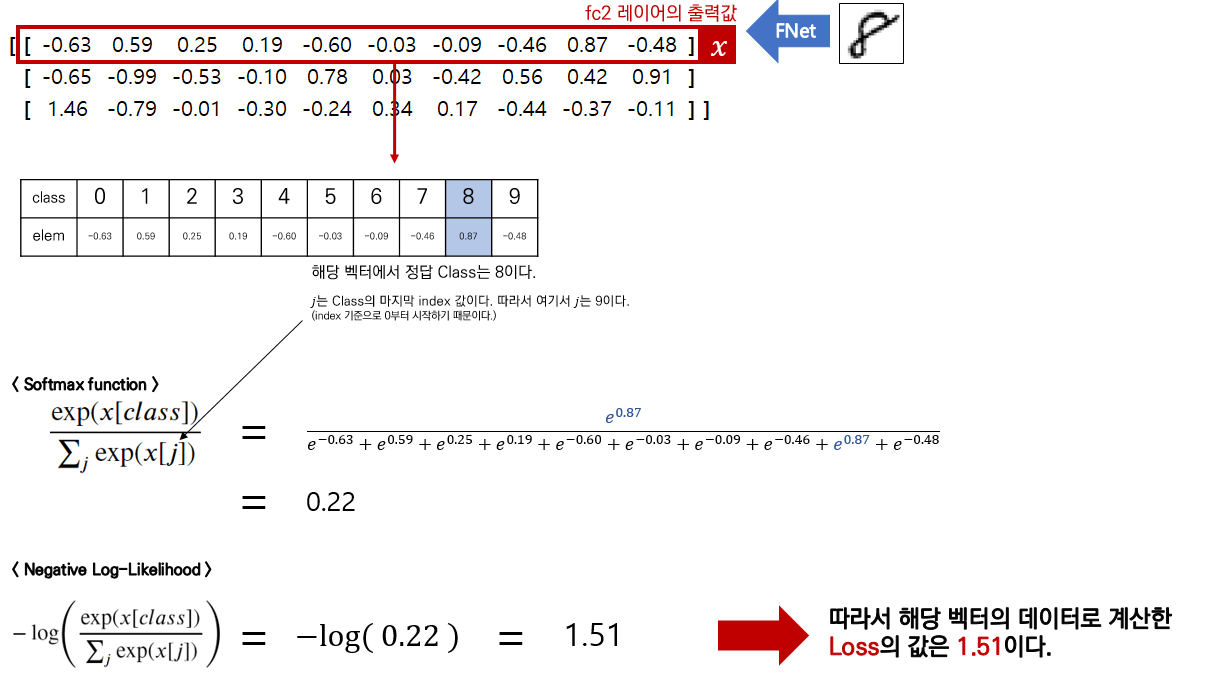 fc2 레이어의 출력값
[ [ -0.63 0.59 0.25 0.19 -0.60 -0.03 -0.09 -0.46 0.87 -0.48 ] x FNet
[ -0.65 -0.99 -0.53 -0.10 0.78 0.03 -0.42 0.56 0.42 0.91 ]
[ 1.46 -0.79 -0.01 -0.30 -0.24 0.34 0.17 -0.44 -0.37 -0.11 ] ]
class 0 1 2 3 4 5 6 7 8 9
elem -0.63 0.59 0.25 0.19 -0.60 -0.03 -0.09 -0.46 0.87 -0.48
해당 벡터에서 정답 Class는 8이다.
j는 Class의 마지막 index 값이다. 따라서 여기서 j는 9이다.
(index 기준으로 0부터 시작하기 때문이다.)
< Softmax function >
exp(x[class]) / ∑_j exp(x[j]) = e^{0.87} / e^{-0.63} + e^{0.59} + e^{0.25} + e^{0.19} + e^{-0.60} + e^{-0.03} + e^{-0.09} + e^{-0.46} + e^{0.87} + e^{-0.48}
= 0.22
< Negative Log-Likelihood >
-log( exp(x[class]) / ∑_j exp(x[j]) ) = -log( 0.22 ) = 1.51
따라서 해당 벡터의 데이터로 계산한
Loss의 값은 1.51이다.